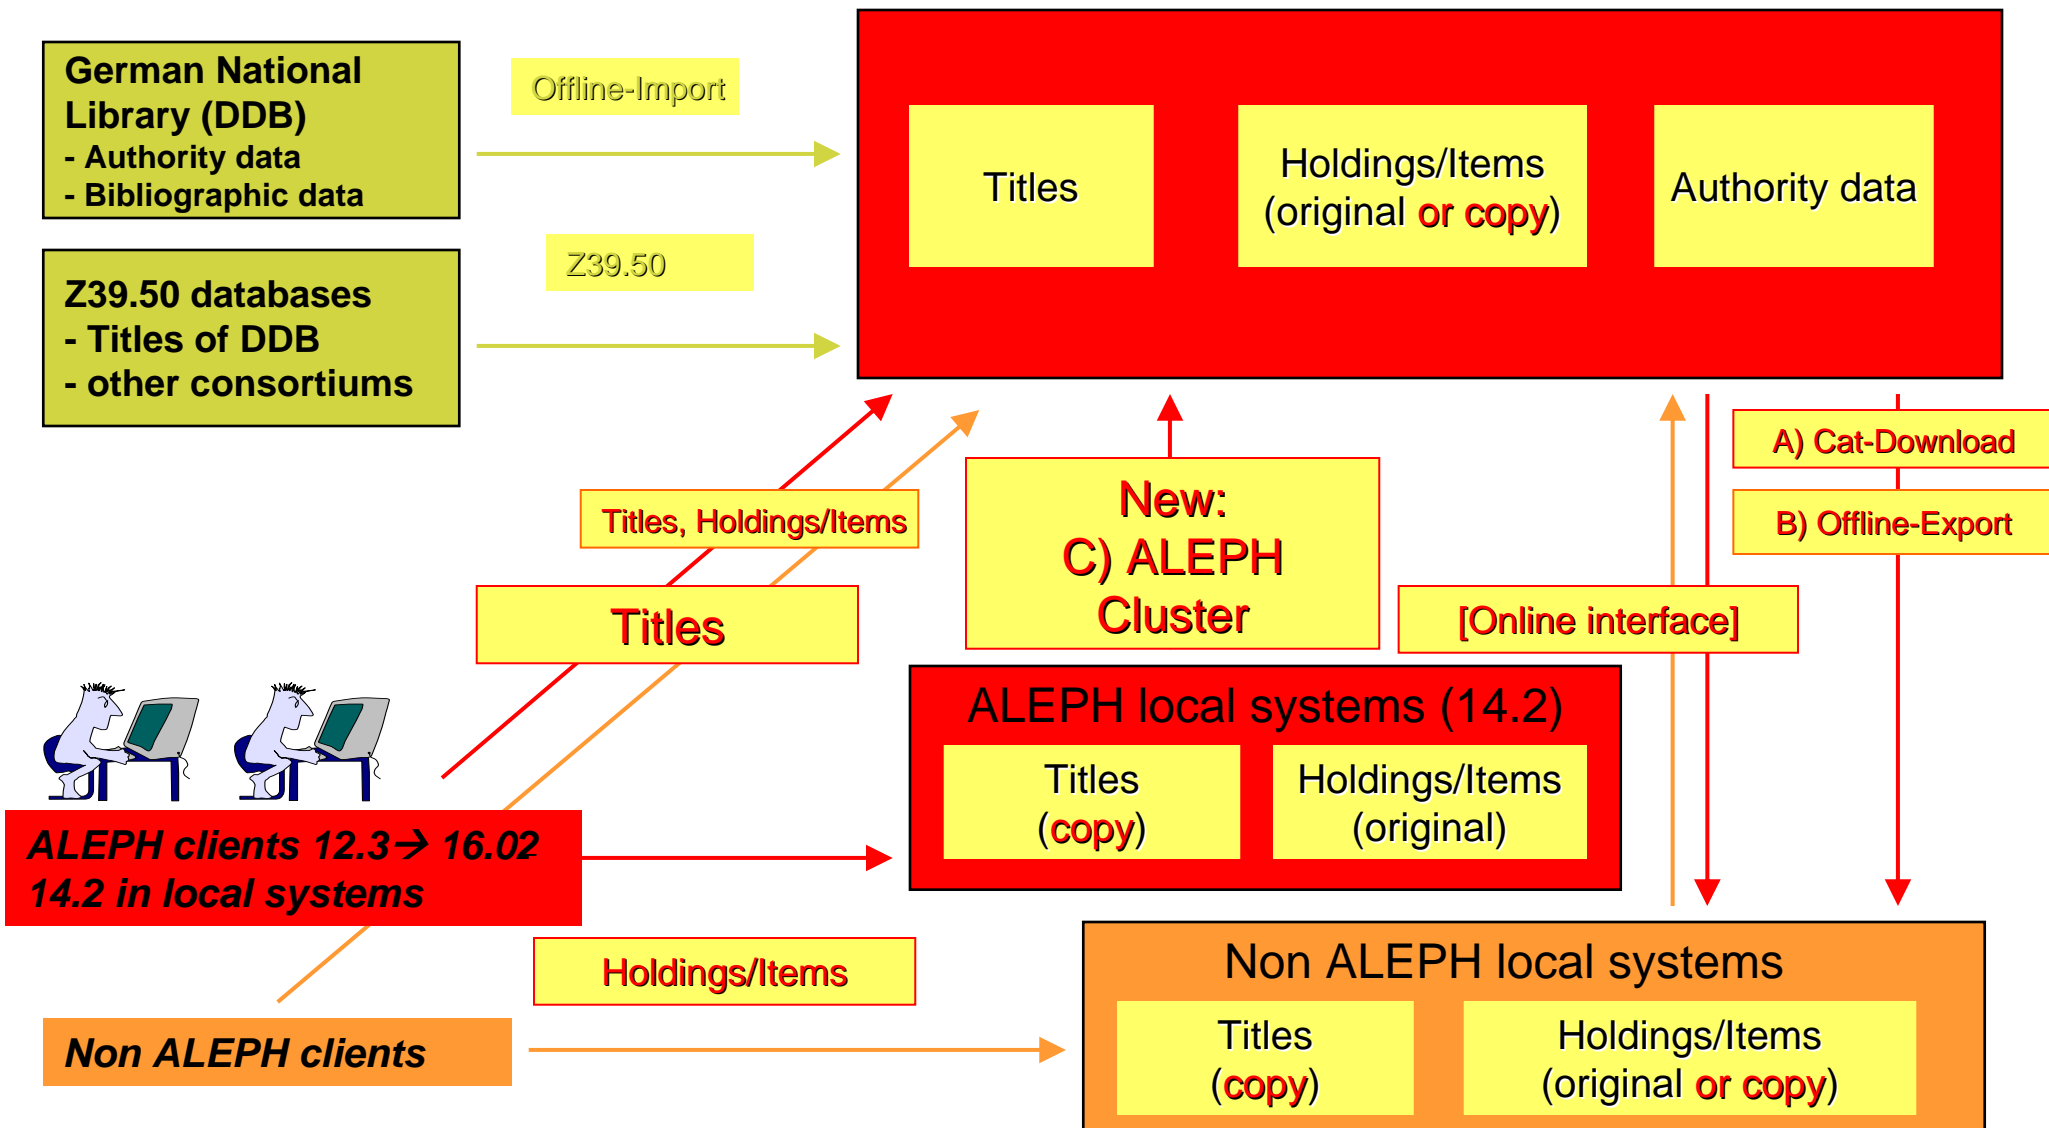 German National
Library (DDB)
- Authority data
- Bibliographic data
Offline-Import
Z39.50 databases
- Titles of DDB
- other consortiums
Z39.50
Titles
Holdings/Items
(original or copy)
Authority data
A) Cat-Download
B) Offline-Export
Titles, Holdings/Items
Titles
New:
C) ALEPH
Cluster
[Online interface]
ALEPH local systems (14.2)
Titles
(copy)
Holdings/Items
(original)
ALEPH clients 12.3→ 16.02
14.2 in local systems
Holdings/Items
Non ALEPH clients
Non ALEPH local systems
Titles
(copy)
Holdings/Items
(original or copy)